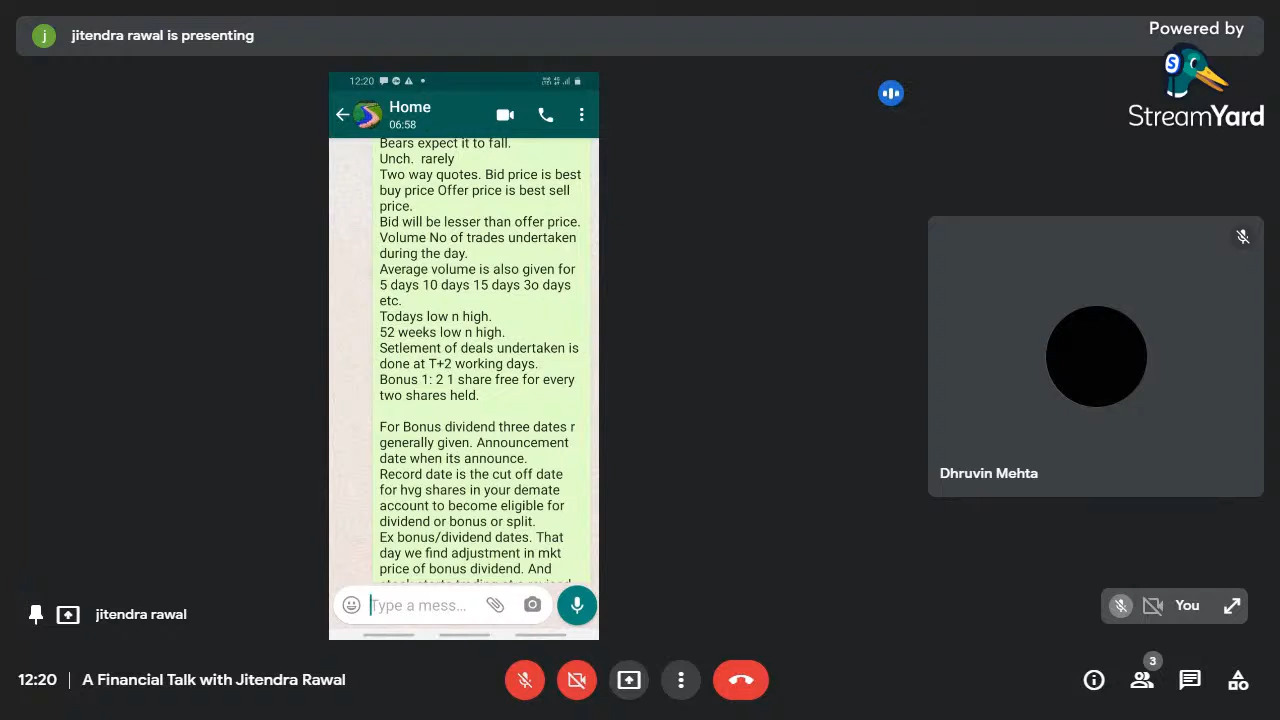 j
jitendra rawal is presenting
Powered by
S
StreamYard
12:20
Home
06:58
Bears expect it to fall.
Unch. rarely
Two way quotes. Bid price is best
buy price Offer price is best sell
price.
Bid will be lesser than offer price.
Volume No of trades undertaken
during the day.
Average volume is also given for
5 days 10 days 15 days 3o days
etc.
Todays low n high.
52 weeks low n high.
Setlement of deals undertaken is
done at T+2 working days.
Bonus 1: 2 1 share free for every
two shares held.
For Bonus dividend three dates r
generally given. Announcement
date when its announce.
Record date is the cut off date
for hvg shares in your demate
account to become eligible for
dividend or bonus or split.
Ex bonus/dividend dates. That
day we find adjustment in mkt
price of bonus dividend. And
Type a mess...
Dhruvin Mehta
jitendra rawal
You
12:20 | A Financial Talk with Jitendra Rawal
3